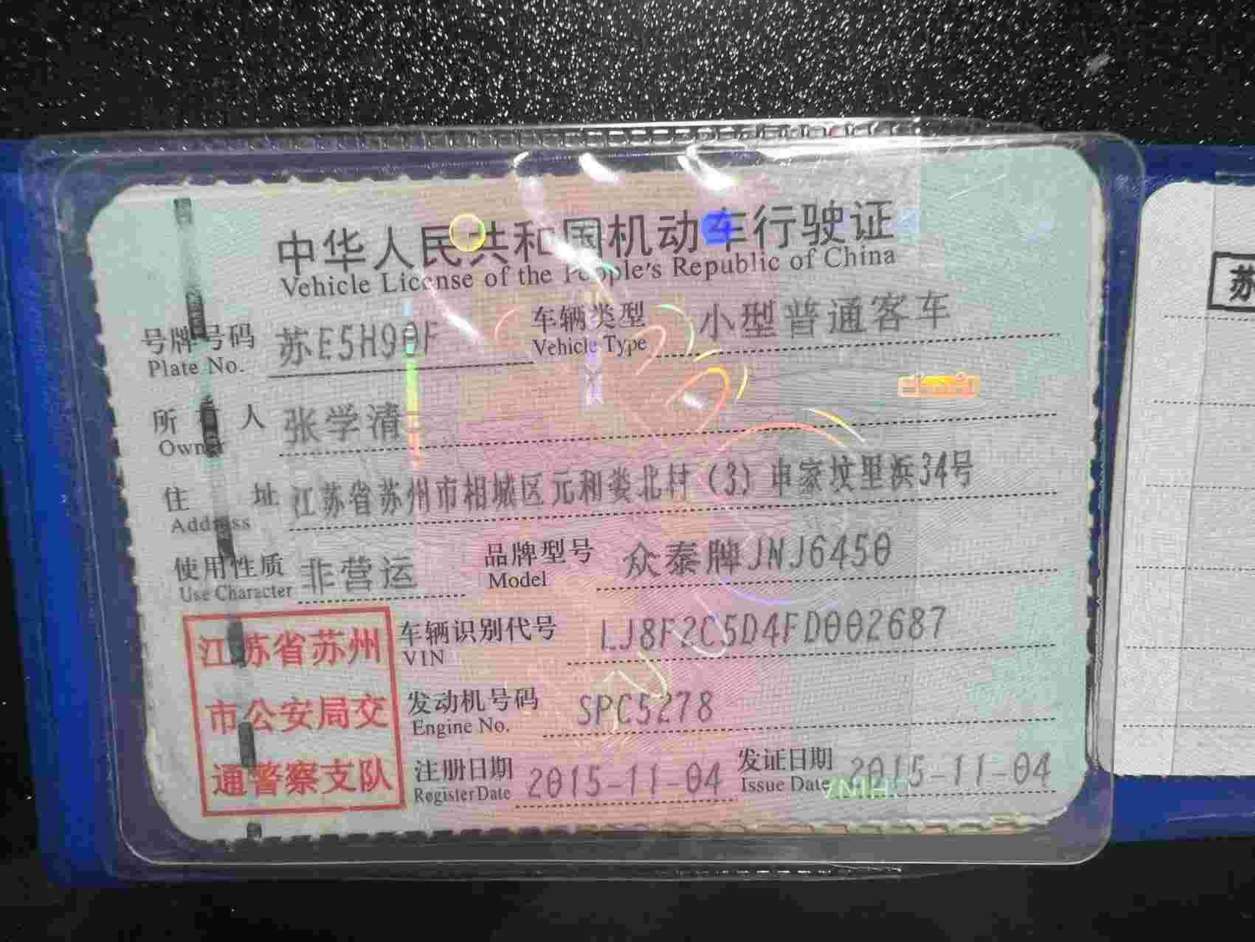 中华人民共和国机动车行驶证
Vehicle License of the People's Republic of China
号牌号码 苏E5H90F 车辆类型 小型普通客车
Plate No. Vehicle Type
所有人 张学清
Owner
住址 江苏省苏州市相城区元和娄北村(3)申家坟里浜34号
Address
使用性质 非营运 品牌型号 众泰牌JNJ6450
Use Character Model
江苏省苏州 车辆识别代号 LJ8F2C5D4FD002687
VIN
市公安局交 发动机号码 SPC5278
Engine No.
通警察支队 注册日期 2015-11-04 发证日期 2015-11-04
Register Date Issue Date
苏